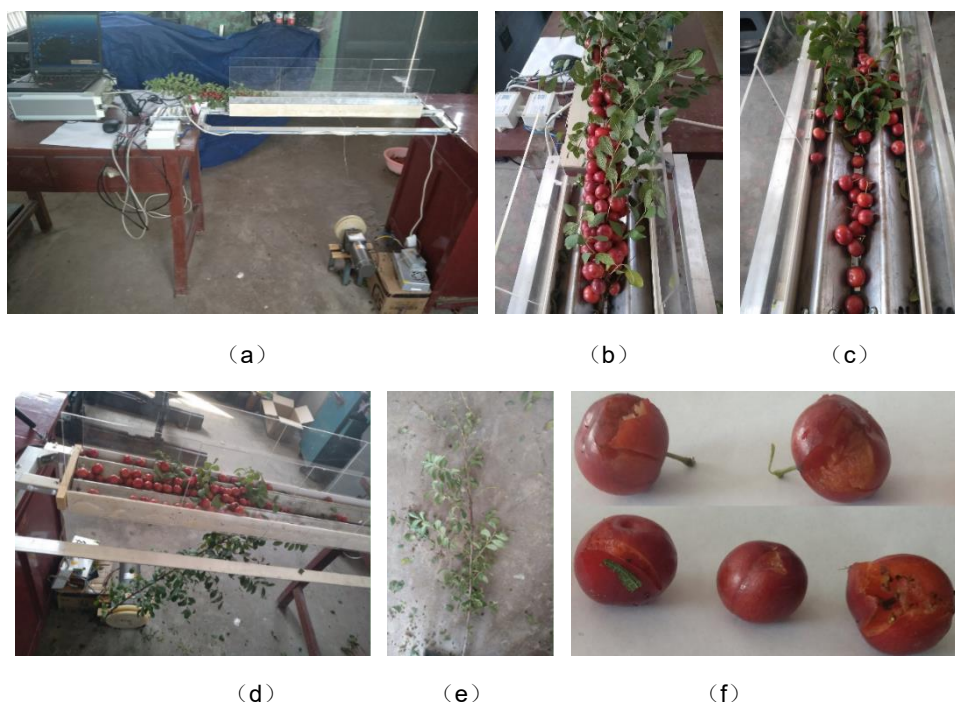 （a）
（b）
（c）
（d）
（e）
（f）